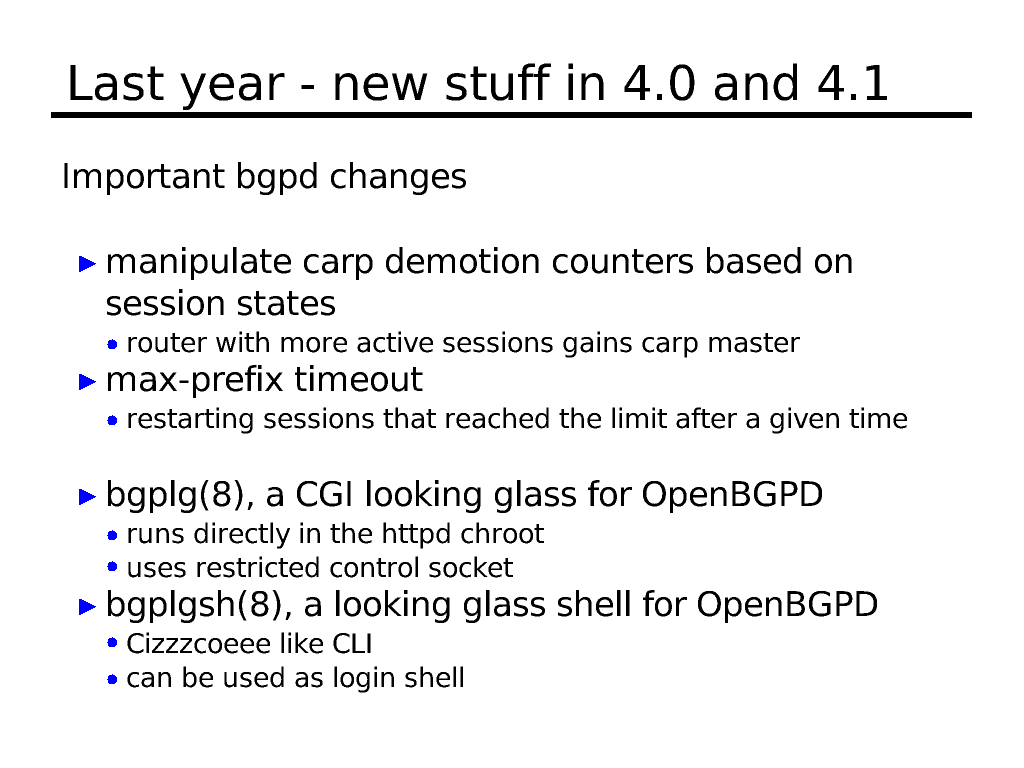 Last year - new stuff in 4.0 and 4.1
Important bgpd changes
manipulate carp demotion counters based on
session states
router with more active sessions gains carp master
max-prefix timeout
restarting sessions that reached the limit after a given time
bgplg(8), a CGI looking glass for OpenBGPD
runs directly in the httpd chroot
uses restricted control socket
bgplgsh(8), a looking glass shell for OpenBGPD
Cizzzcoeee like CLI
can be used as login shell